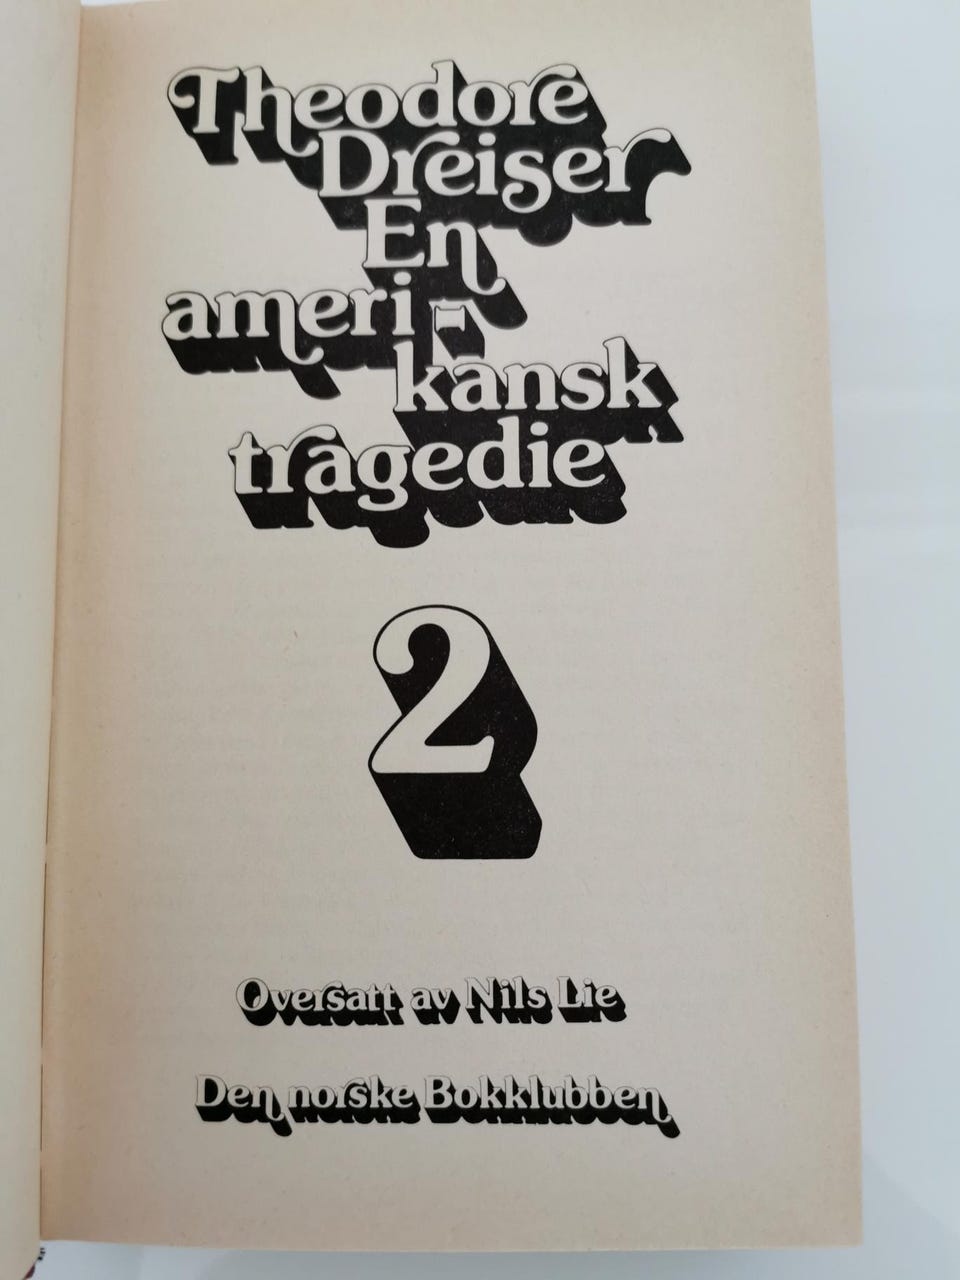 Theodore
Dreiser
En
ameri-
kansk
tragedie
2
Oversatt av Nils Lie
Den norske Bokklubben